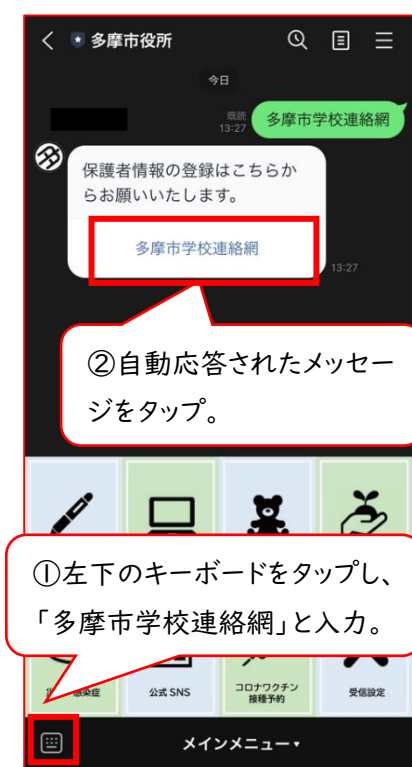 多摩市役所
今日
既読
13:27
多摩市学校連絡網
保護者情報の登録はこちらか
らお願いいたします。
多摩市学校連絡網
13:27
②自動応答されたメッセー
ジをタップ。
①左下のキーボードをタップし、
「多摩市学校連絡網」と入力。
感染症
公式 SNS
コロナワクチン
接種予約
受信設定
メインメニュー▼